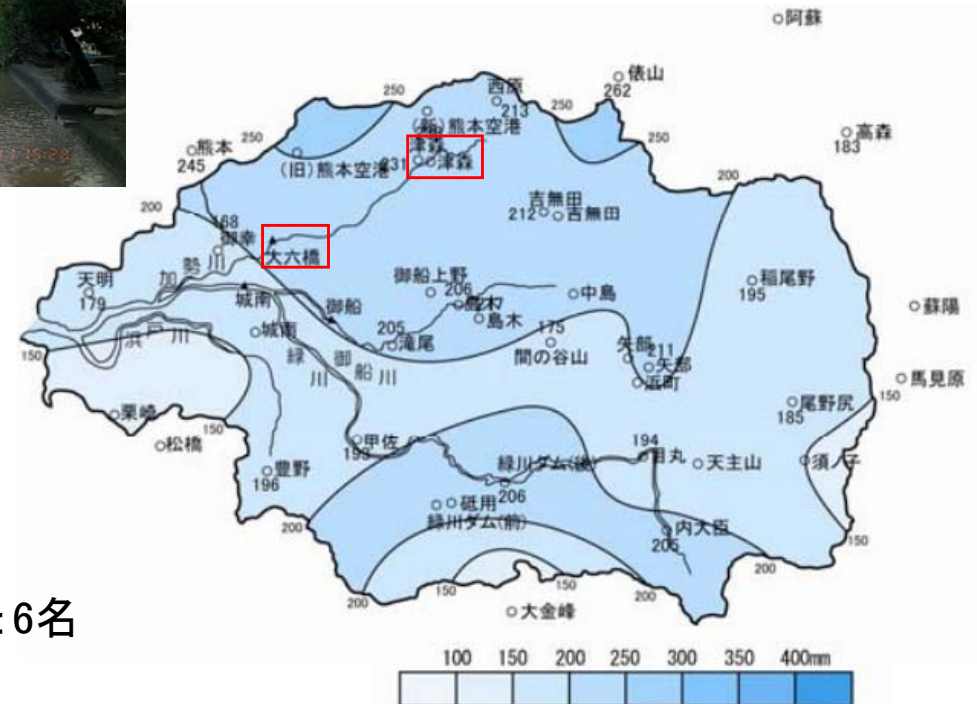 阿蘇
俵山
262
250
西原
213
250
高森
183
(新)熊本空港
250
熊本
245
250
(旧)熊本空港
津森
231
津森
200
吉無田
212
吉無田
200
168
御幸
大六橋
加勢川
天明
179
城南
御船
御船上野
206
島木
中島
稲尾野
195
蘇陽
浜戸川
城南
緑川
御船川
205
滝尾
175
間の谷山
矢部
211
矢部
浜町
馬見原
150
150
尾野尻
185
栗崎
松橋
150
甲佐
豊野
196
緑川ダム(後)
206
194
目丸
天主山
須ノ子
砥用
緑川ダム(前)
内大臣
205
200
150
200
200
150
150
200
大金峰
:6名
100 150 200 250 300 350 400mm